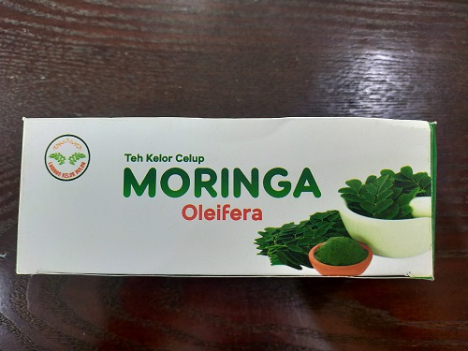 Teh Kelor Celup
MORINGA
Oleifera